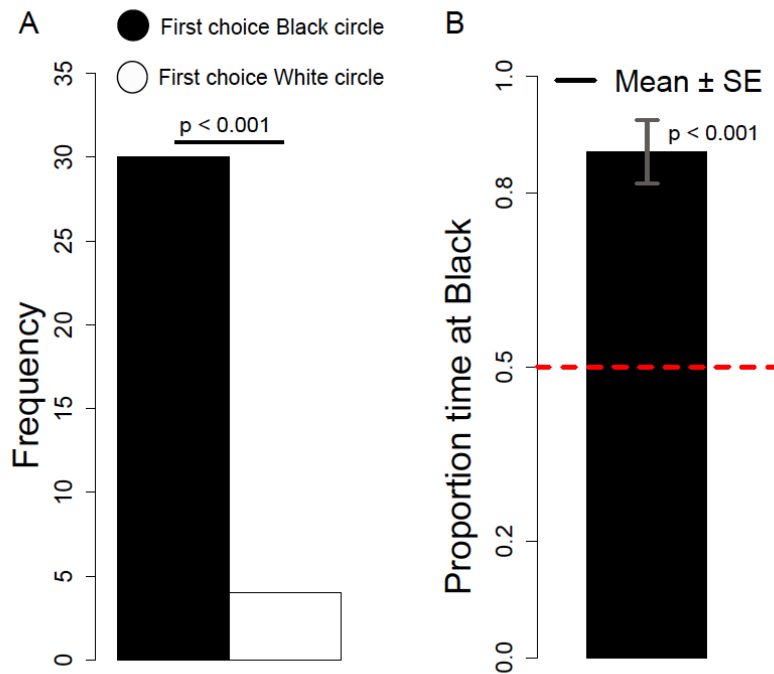 A
First choice Black circle
First choice White circle
p < 0.001
Frequency
35
30
25
20
15
10
5
0
B
Mean ± SE
p < 0.001
Proportion time at Black
1.0
0.8
0.5
0.2
0.0